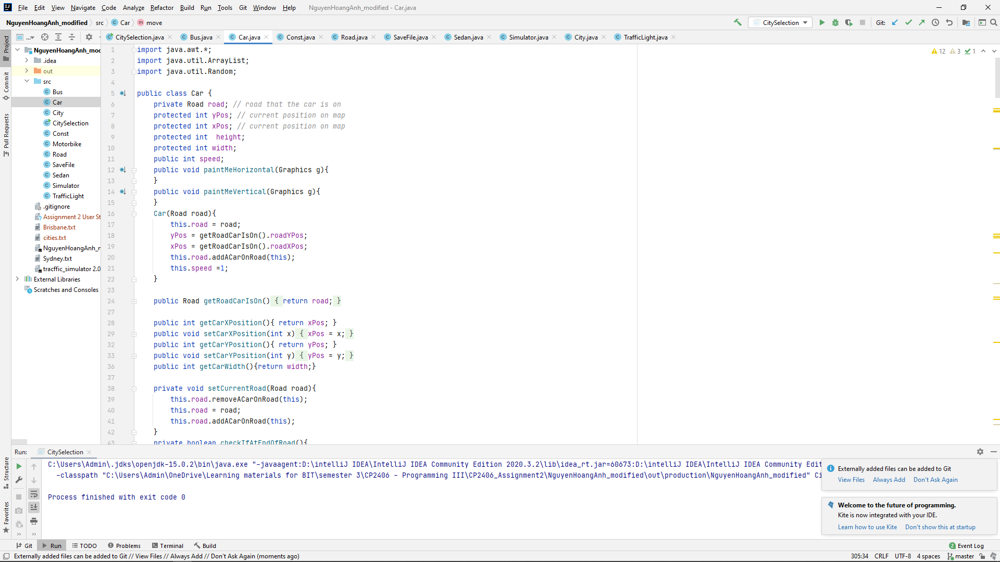 File Edit View Navigate Code Analyze Refactor Build Run Tools Git Window Help NguyenHoangAnh_modified - Car.java
NguyenHoangAnh_modified src Car move
CitySelection Git:
CitySelection.java Bus.java Car.java Const.java Road.java SaveFile.java Sedan.java Simulator.java City.java TrafficLight.java
Project
Commit
Pull Requests
Structure
Favorites
NguyenHoangAnh_mod
.idea
out
src
Bus
Car
City
CitySelection
Const
Motorbike
Road
SaveFile
Sedan
Simulator
TrafficLight
.gitignore
Assignment 2 User St
Brisbane.txt
cities.txt
NguyenHoangAnh_n
Sydney.txt
tracffic_simulator 2.0
External Libraries
Scratches and Consoles
12 3 1
1 import java.awt.*;
2 import java.util.ArrayList;
3 import java.util.Random;
4
5 public class Car {
6 private Road road; // road that the car is on
7 protected int yPos; // current position on map
8 protected int xPos; // current position on map
9 protected int  height;
10 protected int width;
11 public int speed;
12 public void paintMeHorizontal(Graphics g){
13 }
14 public void paintMeVertical(Graphics g){
15 }
16 Car(Road road){
17 this.road = road;
18 yPos = getRoadCarIsOn().roadYPos;
19 xPos = getRoadCarIsOn().roadXPos;
20 this.road.addACarOnRoad(this);
21 this.speed =1;
22 }
23
24 public Road getRoadCarIsOn() { return road; }
27
28 public int getCarXPosition(){ return xPos; }
29 public void setCarXPosition(int x) { xPos = x; }
32 public int getCarYPosition(){ return yPos; }
33 public void setCarYPosition(int y) { yPos = y; }
36 public int getCarWidth(){return width;}
37
38 private void setCurrentRoad(Road road){
39 this.road.removeACarOnRoad(this);
40 this.road = road;
41 this.road.addACarOnRoad(this);
42 }
43 private boolean checkIfAtEndOfRoad(){
Run: CitySelection
C:\Users\Admin\.jdks\openjdk-15.0.2\bin\java.exe "-javaagent:D:\intelliJ IDEA\IntelliJ IDEA Community Edition 2020.3.2\lib\idea_rt.jar=60673:D:\intelliJ IDEA\IntelliJ IDEA Community Edit
-classpath "C:\Users\Admin\OneDrive\Learning materials for BIT\semester 3\CP2406 - Programming III\CP2406_Assignment2\NguyenHoangAnh_modified\out\production\NguyenHoangAnh_modified" Ci
Process finished with exit code 0
Externally added files can be added to Git
View Files Always Add Don't Ask Again
Welcome to the future of programming.
Kite is now integrated with your IDE.
Learn how to use Kite Don't show this at startup
Git Run TODO Problems Terminal Build 2 Event Log
Externally added files can be added to Git // View Files // Always Add // Don't Ask Again (moments ago) 305:34 CRLF UTF-8 4 spaces master